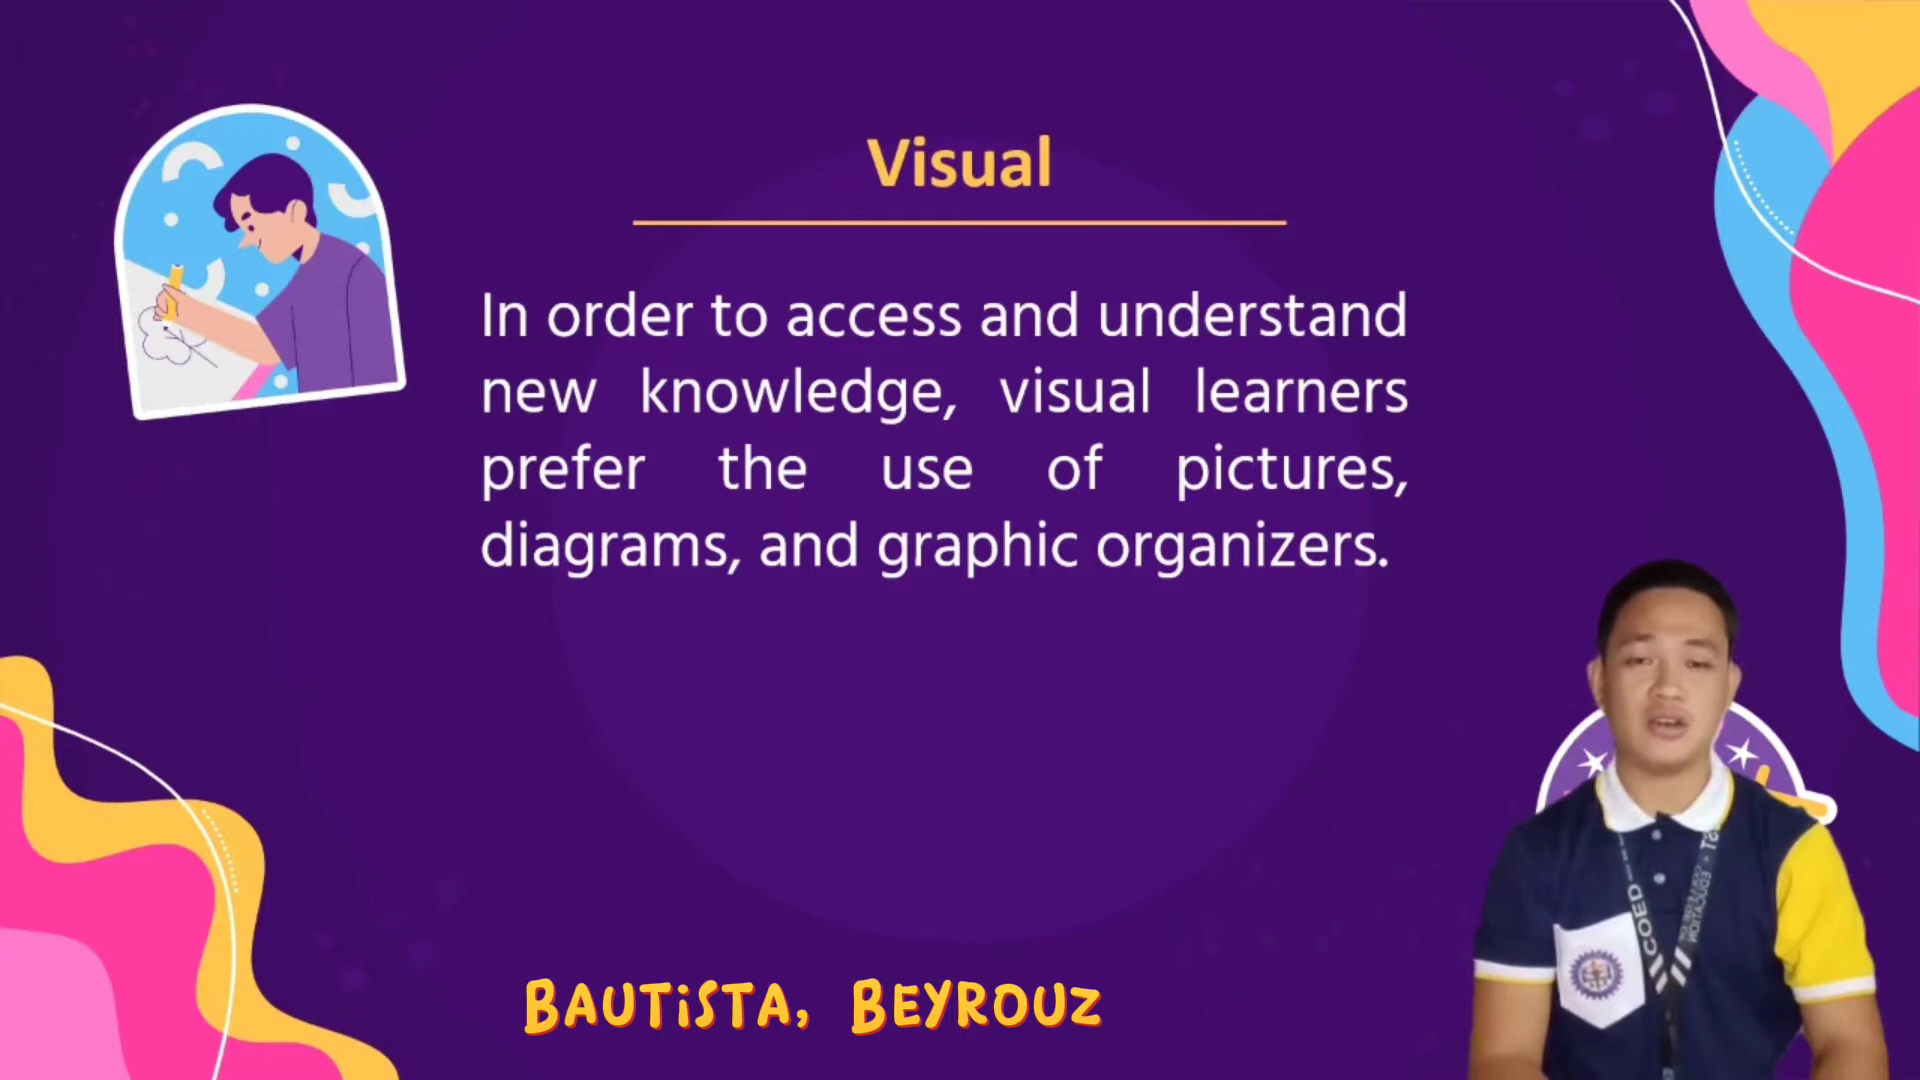 Visual
In order to access and understand
new knowledge, visual learners
prefer the use of pictures,
diagrams, and graphic organizers.
COED
EDUCATION
BAUTiSTA, BEYROUZ